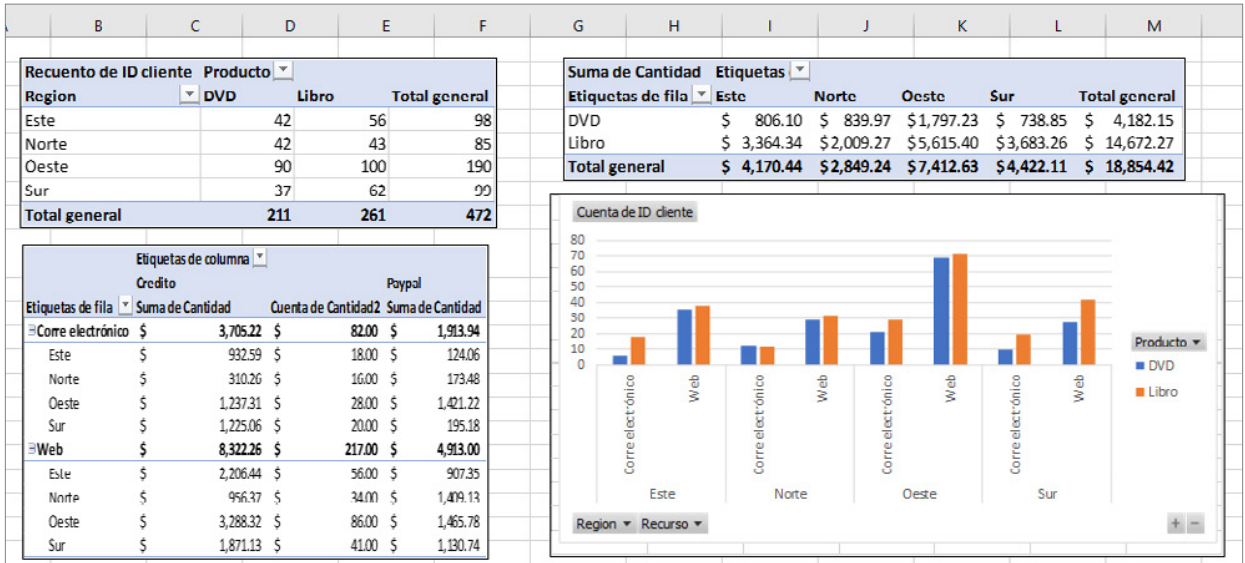 B C D E F G H I J K L M
Recuento de ID cliente Producto
Region DVD Libro Total general
Este 42 56 98
Norte 42 43 85
Oeste 90 100 190
Sur 37 62 99
Total general 211 261 472
Suma de Cantidad Etiquetas
Etiquetas de fila Este Norte Oeste Sur Total general
DVD $ 806.10 $ 839.97 $1,797.23 $ 738.85 $ 4,182.15
Libro $ 3,364.34 $2,009.27 $5,615.40 $3,683.26 $ 14,672.27
Total general $ 4,170.44 $2,849.24 $7,412.63 $4,422.11 $ 18,854.42
Etiquetas de columna
Credito Paypal
Etiquetas de fila Suma de Cantidad Cuenta de Cantidad2 Suma de Cantidad
Corre electrónico $ 3,705.22 $ 82.00 $ 1,913.94
Este $ 932.59 $ 18.00 $ 124.06
Norte $ 310.26 $ 16.00 $ 173.48
Oeste $ 1,237.31 $ 28.00 $ 1,421.22
Sur $ 1,225.06 $ 20.00 $ 195.18
Web $ 8,322.26 $ 217.00 $ 4,913.00
Este $ 2,206.44 $ 56.00 $ 907.35
Norte $ 956.37 $ 34.00 $ 1,409.13
Oeste $ 3,288.32 $ 86.00 $ 1,465.78
Sur $ 1,871.13 $ 41.00 $ 1,130.74
Cuenta de ID cliente
80
70
60
50
40
30
20
10
0
Corre electrónico Web Corre electrónico Web Corre electrónico Web Corre electrónico Web
Este Norte Oeste Sur
Producto
DVD
Libro
Region Recurso + −